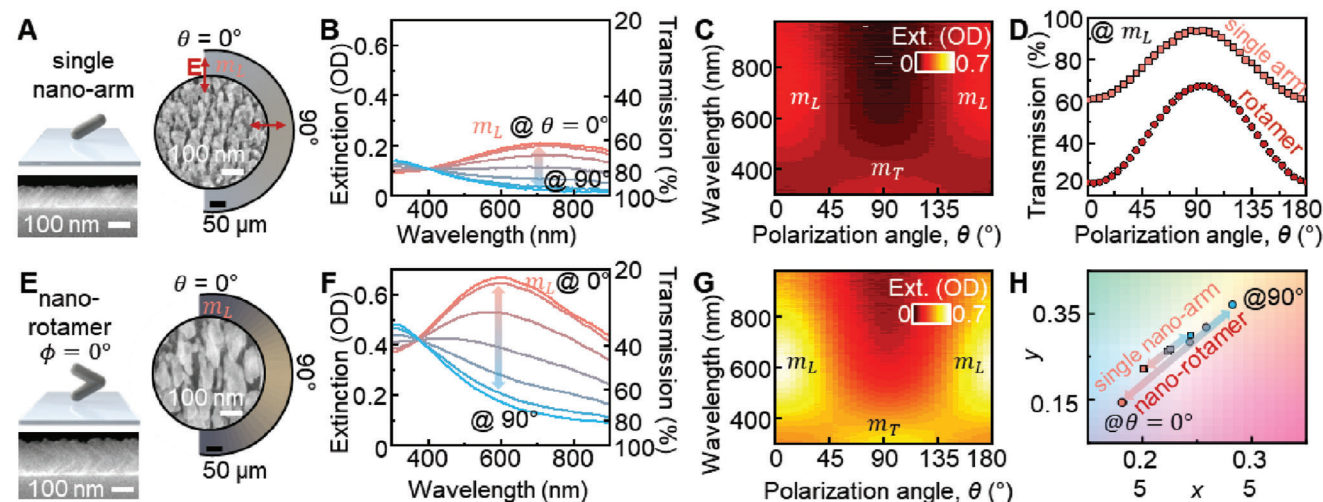 A
θ = 0°
single
nano-arm
E
m_L
90°
100 nm
100 nm
50 µm
B
Extinction (OD)
0.6
0.4
0.2
0
m_L @ θ = 0°
@ 90°
20
40
60
80
100
Transmission (%)
400 600 800
Wavelength (nm)
C
Wavelength (nm)
800
600
400
Ext. (OD)
0 0.7
m_L
m_L
m_T
0 45 90 135 180
Polarization angle, θ (°)
D
Transmission (%)
100
80
60
40
20
@ m_L
single arm
rotamer
0 45 90 135 180
Polarization angle, θ (°)
E
θ = 0°
nano-
rotamer
ϕ = 0°
m_L
90°
100 nm
100 nm
50 µm
F
Extinction (OD)
0.6
0.4
0.2
0
m_L @ 0°
@ 90°
20
40
60
80
100
Transmission (%)
400 600 800
Wavelength (nm)
G
Wavelength (nm)
800
600
400
Ext. (OD)
0 0.7
m_L
m_L
m_T
0 45 90 135 180
Polarization angle, θ (°)
H
y
0.35
0.15
@90°
single nano-arm
nano-rotamer
@θ = 0°
0.2 0.3
5 x 5